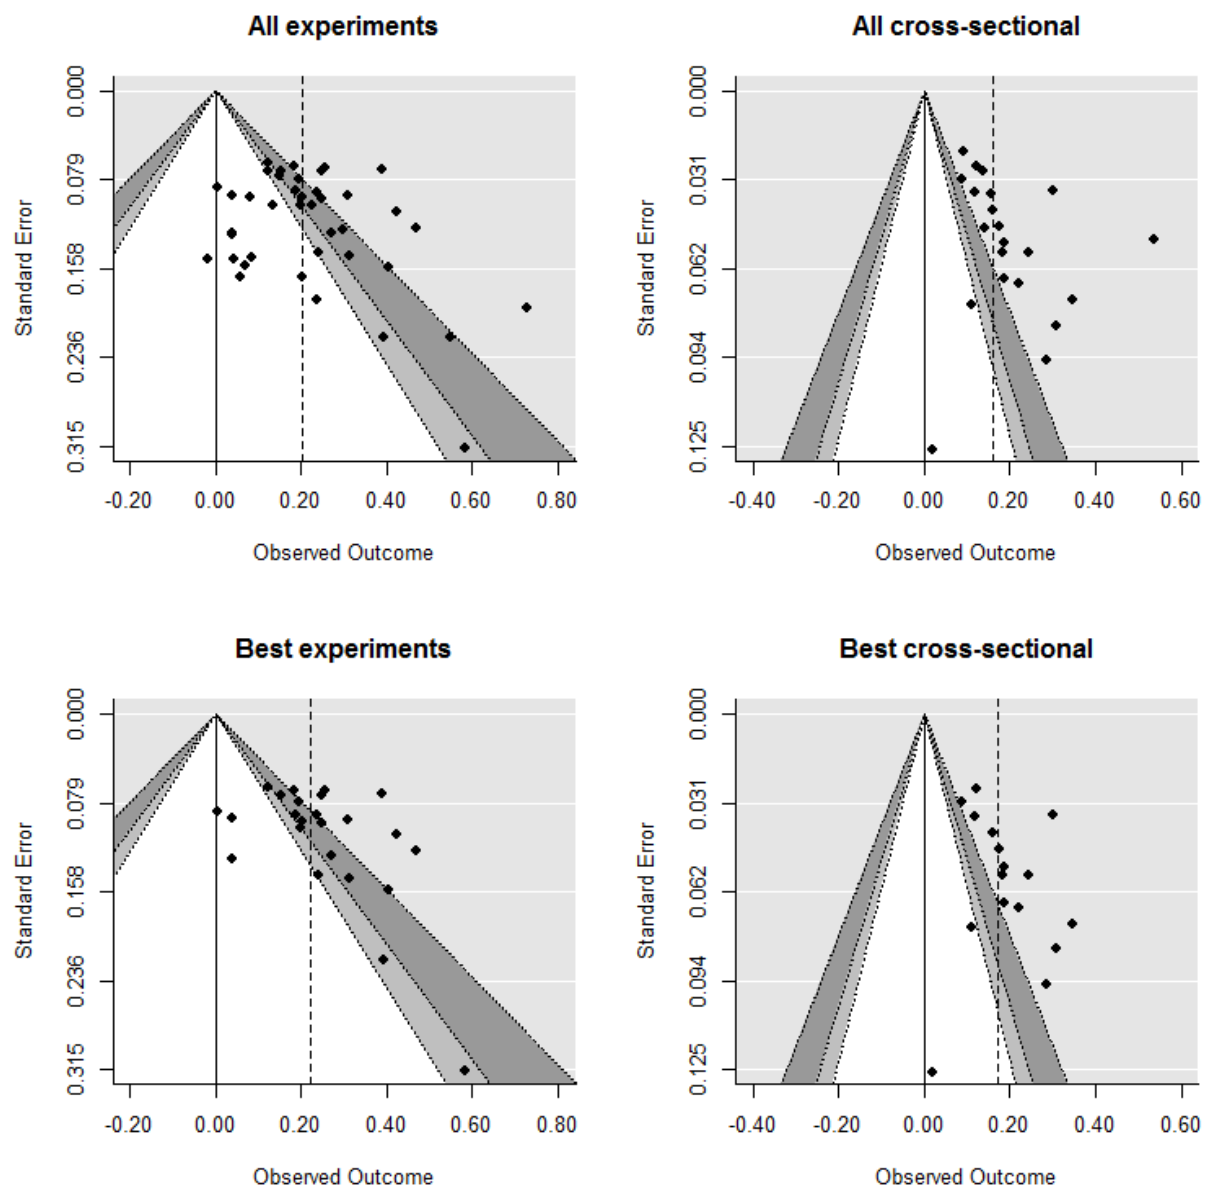 All experiments
0.000
0.079
0.158
0.236
0.315
Standard Error
-0.20 0.00 0.20 0.40 0.60 0.80
Observed Outcome
All cross-sectional
0.000
0.031
0.062
0.094
0.125
Standard Error
-0.40 -0.20 0.00 0.20 0.40 0.60
Observed Outcome
Best experiments
0.000
0.079
0.158
0.236
0.315
Standard Error
-0.20 0.00 0.20 0.40 0.60 0.80
Observed Outcome
Best cross-sectional
0.000
0.031
0.062
0.094
0.125
Standard Error
-0.40 -0.20 0.00 0.20 0.40 0.60
Observed Outcome